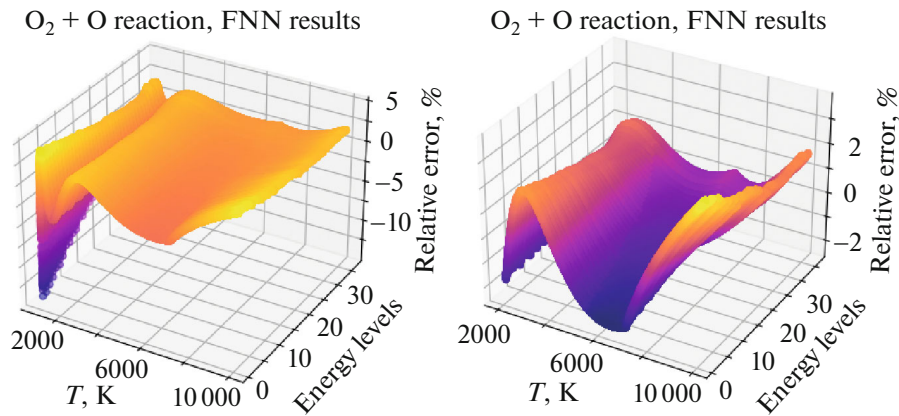 O₂ + O reaction, FNN results
5
0
−5
−10
Relative error, %
30
20
10
0
Energy levels
2000
6000
10 000
T, K
O₂ + O reaction, FNN results
2
0
−2
Relative error, %
30
20
10
0
Energy levels
2000
6000
10 000
T, K